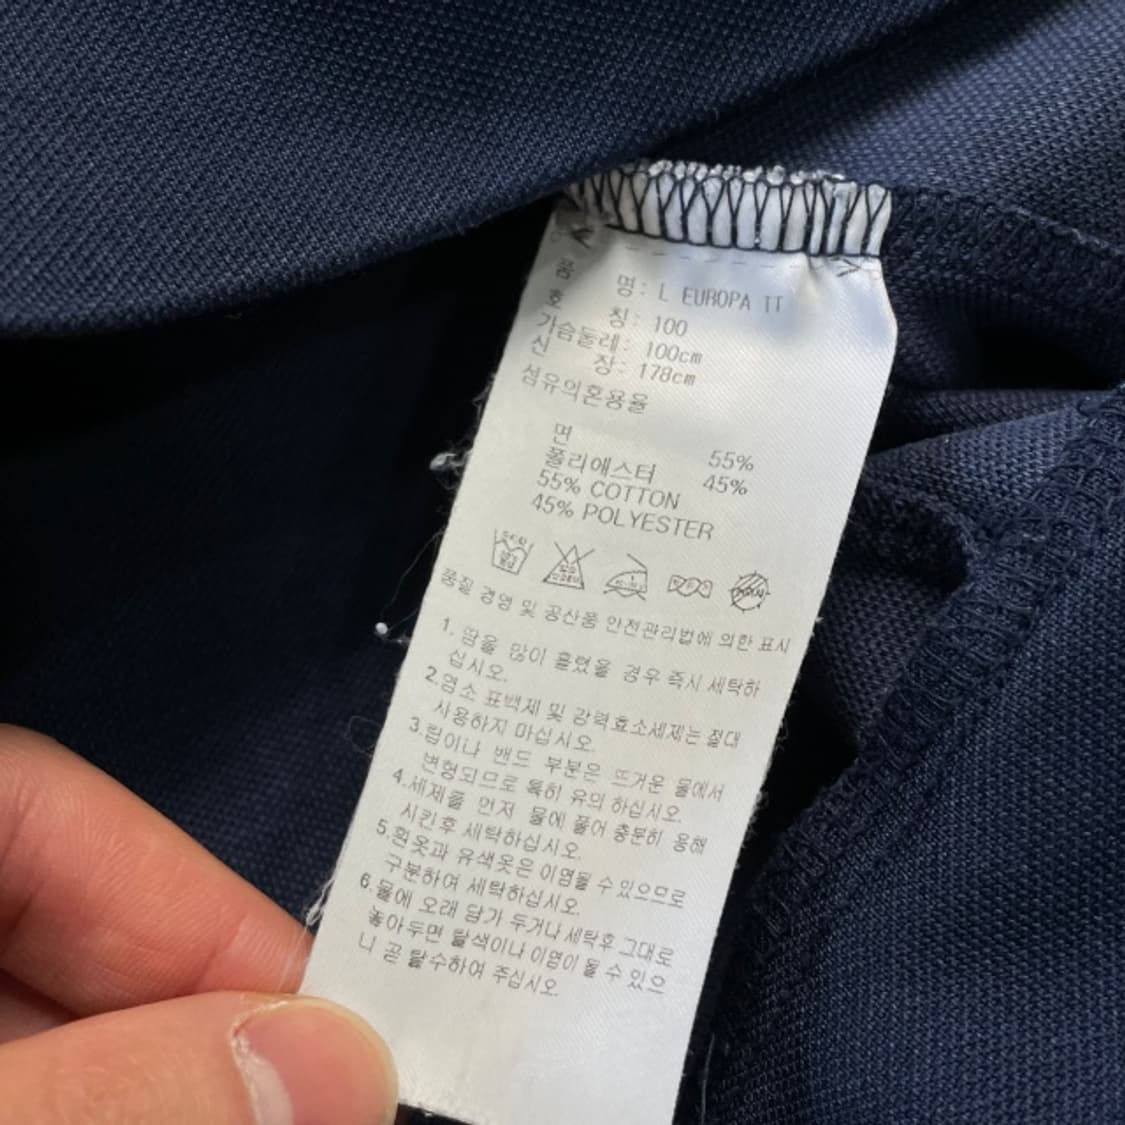 품 명: L EUROPA TT
호 칭: 100
가슴둘레: 100cm
신 장: 178cm
섬유의혼용율
면 55%
폴리에스터 45%
55% COTTON
45% POLYESTER
품질 경영 및 공산품 안전관리법에 의한 표시
1. 땀을 많이 흘렸을 경우 즉시 세탁하
십시오.
2.염소 표백제 및 강력효소세제는 절대
사용하지 마십시오.
3.립이나 밴드 부분은 뜨거운 물에서
변형되므로 특히 유의 하십시오.
4.세제를 먼저 물에 풀어 충분히 용해
시킨후 세탁하십시오.
5.흰옷과 유색옷은 이염될 수 있으므로
구분하여 세탁하십시오.
6.물에 오래 담가 두거나 세탁후 그대로
놓아두면 탈색이나 이염이 될 수 있으
니 곧 탈수하여 주십시오.